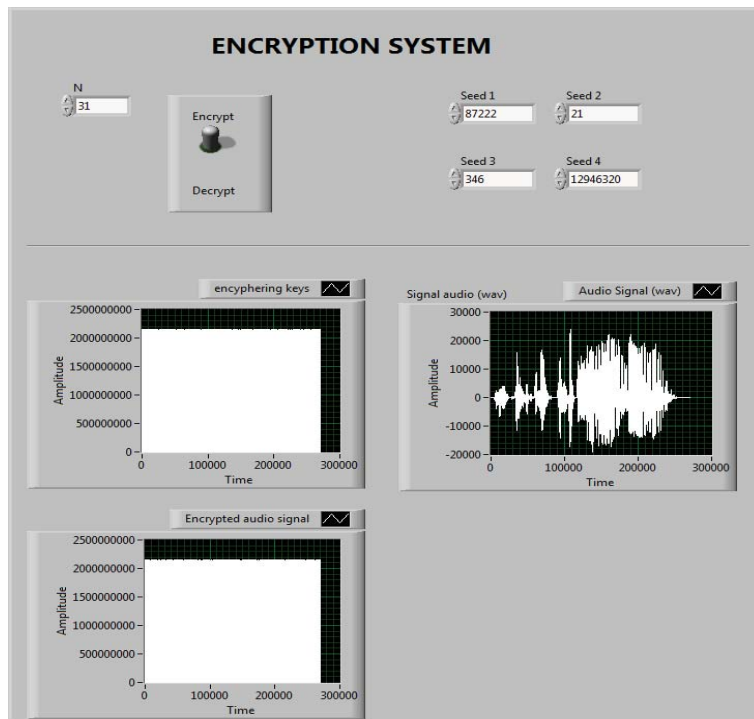 ENCRYPTION SYSTEM
N
31
Encrypt
Decrypt
Seed 1
87222
Seed 2
21
Seed 3
346
Seed 4
12946320
encyphering keys
Amplitude
2500000000
2000000000
1500000000
1000000000
500000000
0
0 100000 200000 300000
Time
Signal audio (wav)
Audio Signal (wav)
Amplitude
30000
20000
10000
0
-10000
-20000
0 100000 200000 300000
Time
Encrypted audio signal
Amplitude
2500000000
2000000000
1500000000
1000000000
500000000
0
0 100000 200000 300000
Time